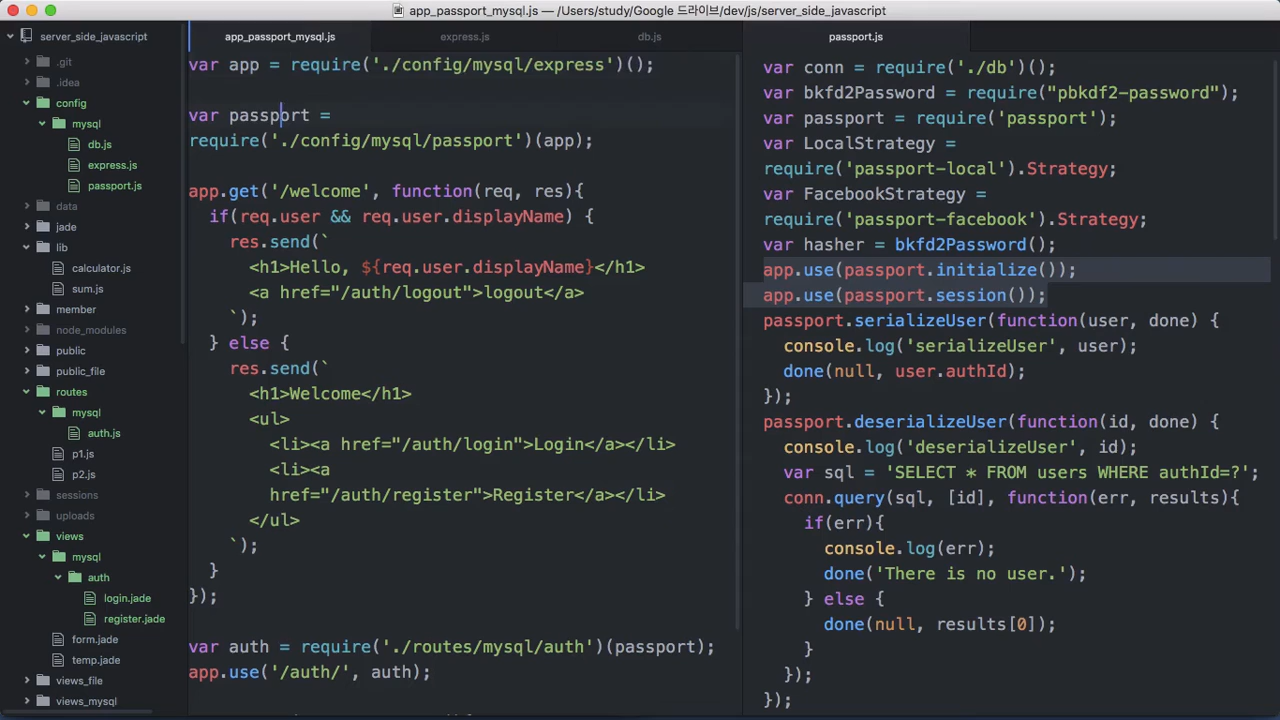 app_passport_mysql.js — /Users/study/Google 드라이브/dev/js/server_side_javascript
server_side_javascript
.git
.idea
config
mysql
db.js
express.js
passport.js
data
jade
lib
calculator.js
sum.js
member
node_modules
public
public_file
routes
mysql
auth.js
p1.js
p2.js
sessions
uploads
views
mysql
auth
login.jade
register.jade
form.jade
temp.jade
views_file
views_mysql
app_passport_mysql.js
express.js
db.js
var app = require('./config/mysql/express')();
var passport =
require('./config/mysql/passport')(app);
app.get('/welcome', function(req, res){
if(req.user && req.user.displayName) {
res.send(`
<h1>Hello, ${req.user.displayName}</h1>
<a href="/auth/logout">logout</a>
`);
} else {
res.send(`
<h1>Welcome</h1>
<ul>
<li><a href="/auth/login">Login</a></li>
<li><a
href="/auth/register">Register</a></li>
</ul>
`);
}
});
var auth = require('./routes/mysql/auth')(passport);
app.use('/auth/', auth);
passport.js
var conn = require('./db')();
var bkfd2Password = require("pbkdf2-password");
var passport = require('passport');
var LocalStrategy =
require('passport-local').Strategy;
var FacebookStrategy =
require('passport-facebook').Strategy;
var hasher = bkfd2Password();
app.use(passport.initialize());
app.use(passport.session());
passport.serializeUser(function(user, done) {
console.log('serializeUser', user);
done(null, user.authId);
});
passport.deserializeUser(function(id, done) {
console.log('deserializeUser', id);
var sql = 'SELECT * FROM users WHERE authId=?';
conn.query(sql, [id], function(err, results){
if(err){
console.log(err);
done('There is no user.');
} else {
done(null, results[0]);
}
});
});